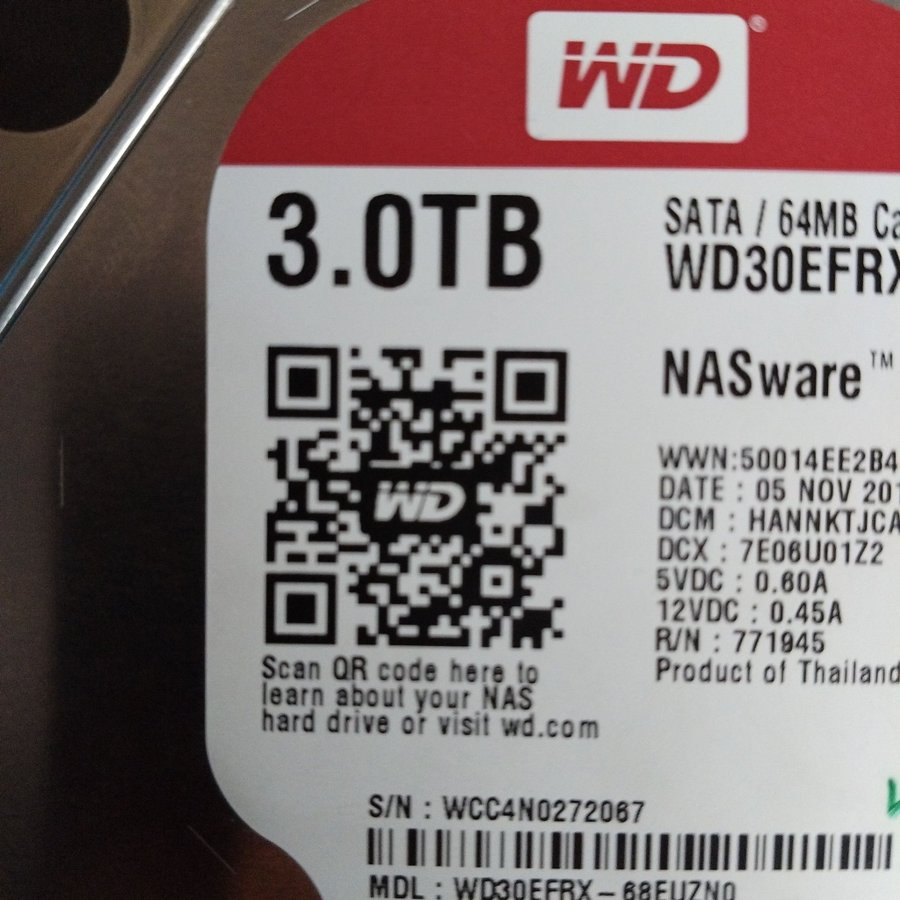 WD®
3.0TB
SATA / 64MB Ca
WD30EFRX
NASware™
WWN:50014EE2B4
DATE : 05 NOV 201
DCM : HANNKTJCA
DCX : 7E06U01Z2
5VDC : 0.60A
12VDC : 0.45A
R/N : 771945
Product of Thailand
WD
Scan QR code here to
learn about your NAS
hard drive or visit wd.com
S/N : WCC4N0272067
MDL : WD30EFRX-68EUZN0